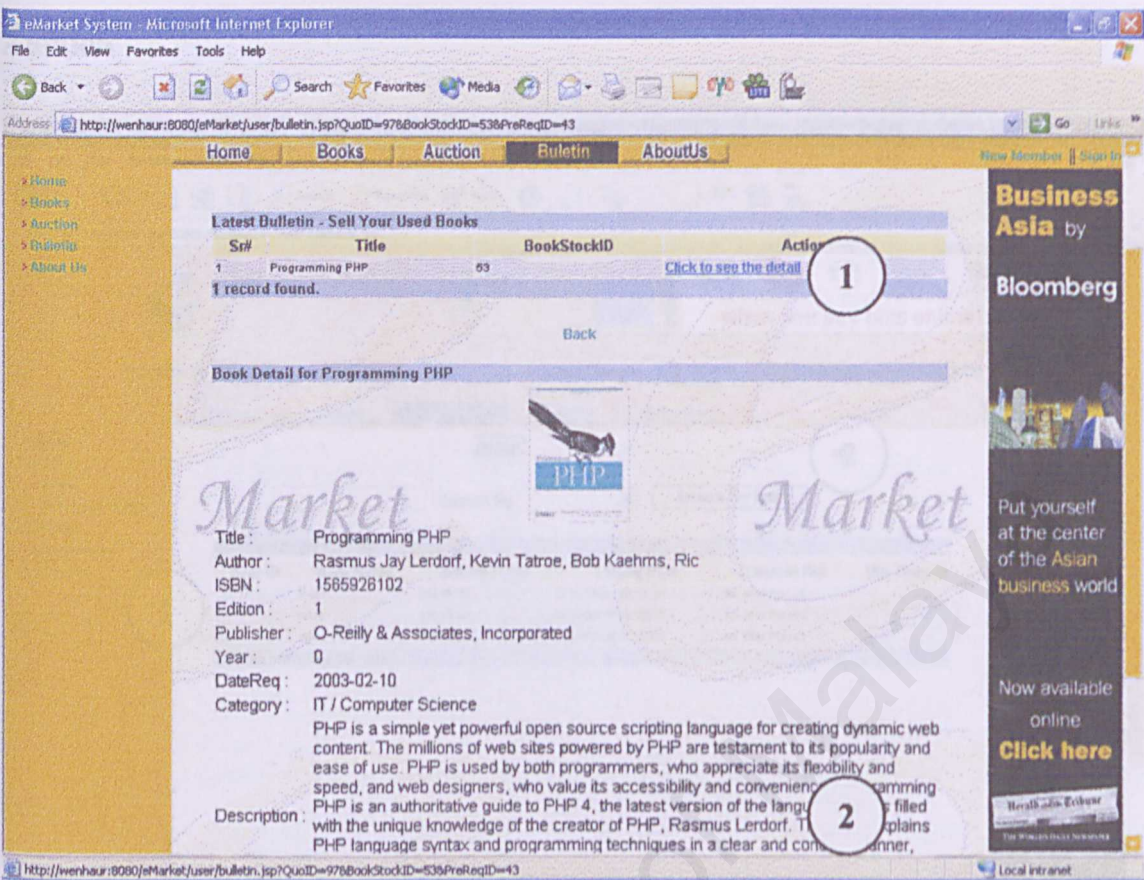 eMarket System - Microsoft Internet Explorer
File Edit View Favorites Tools Help
Back Search Favorites Media
Address http://wenhaur:8080/eMarket/user/bulletin.jsp?QuoID=97&BookStockID=53&PreReqID=43 Go Links »
Home Books Auction Buletin AboutUs
New Member || Sign In
Home
Books
Auction
Buletin
About Us
Latest Bulletin - Sell Your Used Books
Sr# Title BookStockID Action
1 Programming PHP 53 Click to see the detail
1
1 record found.
Back
Book Detail for Programming PHP
PHP
Market Market
Title : Programming PHP
Author : Rasmus Jay Lerdorf, Kevin Tatroe, Bob Kaehms, Ric
ISBN : 1565926102
Edition : 1
Publisher : O-Reilly & Associates, Incorporated
Year : 0
DateReq : 2003-02-10
Category : IT / Computer Science
Description :
PHP is a simple yet powerful open source scripting language for creating dynamic web
content. The millions of web sites powered by PHP are testament to its popularity and
ease of use. PHP is used by both programmers, who appreciate its flexibility and
speed, and web designers, who value its accessibility and
PHP is an authoritative guide to PHP 4, the latest version of the filled
with the unique knowledge of the creator of PHP, Rasmus Lerdorf.
PHP language syntax and programming techniques in a clear and
2
Business
Asia by
Bloomberg
Put yourself
at the center
of the Asian
business world
Now available
online
Click here
http://wenhaur:8080/eMarket/user/bulletin.jsp?QuoID=97&BookStockID=53&PreReqID=43 Local intranet
Malay